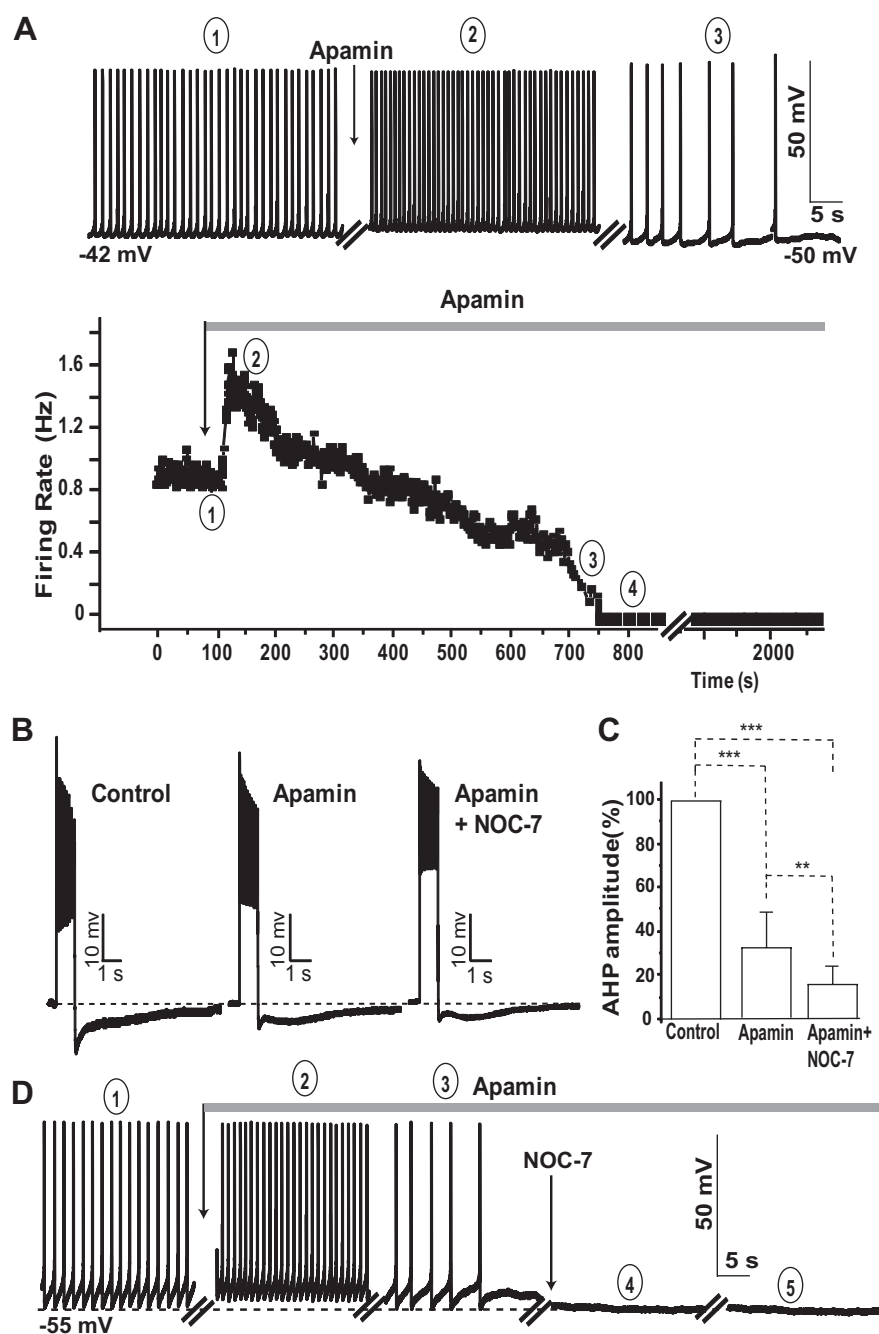 A
1
Apamin
2
3
50 mV
5 s
-42 mV
-50 mV
Apamin
Firing Rate (Hz)
1.6
1.2
0.8
0.4
0
2
1
3
4
0 100 200 300 400 500 600 700 800 2000
Time (s)
B
Control
Apamin
Apamin
+ NOC-7
10 mv
1 s
10 mv
1 s
10 mv
1 s
C
***
***
**
AHP amplitude(%)
100
80
60
40
20
0
Control
Apamin
Apamin+
NOC-7
D
1
2
3
Apamin
NOC-7
50 mV
5 s
4
5
-55 mV